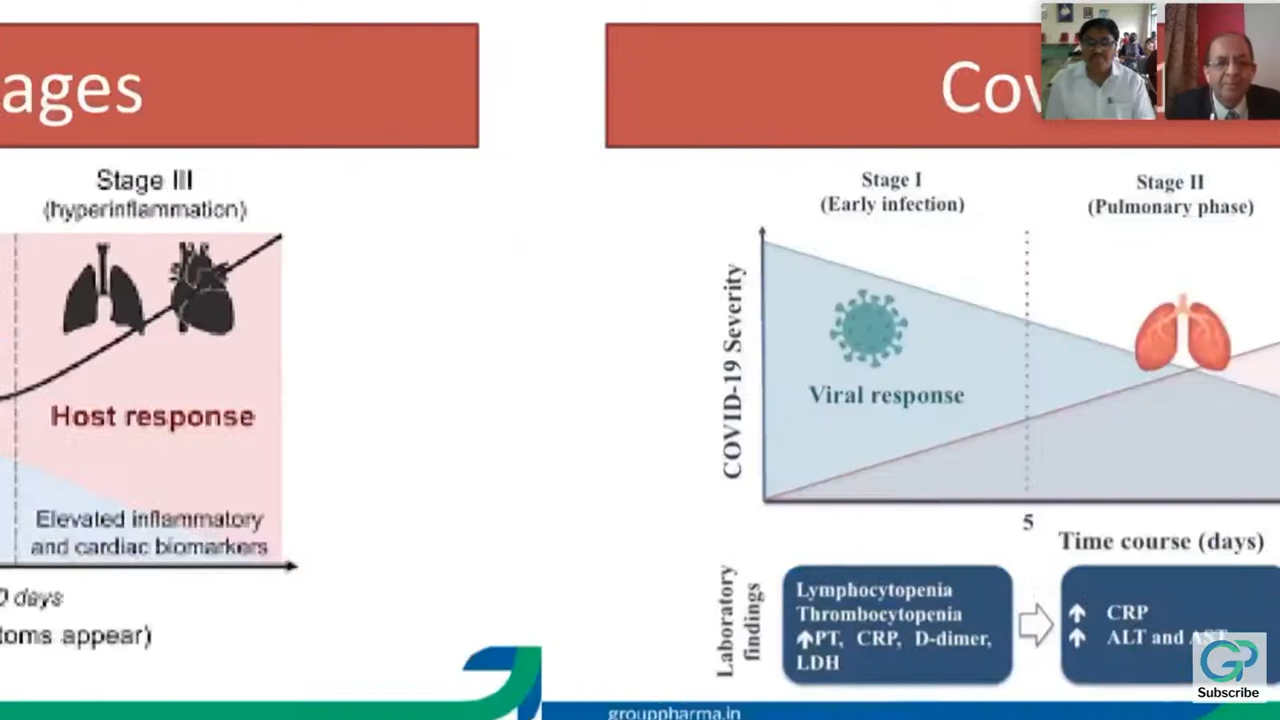 ages
Stage III
(hyperinflammation)
Host response
Elevated inflammatory
and cardiac biomarkers
days
toms appear)
Cov
Stage I
(Early infection)
Stage II
(Pulmonary phase)
COVID-19 Severity
Viral response
5
Time course (days)
Laboratory
findings
Lymphocytopenia
Thrombocytopenia
PT, CRP, D-dimer,
LDH
CRP
ALT and AST
grouppharma.in
GP
Subscribe